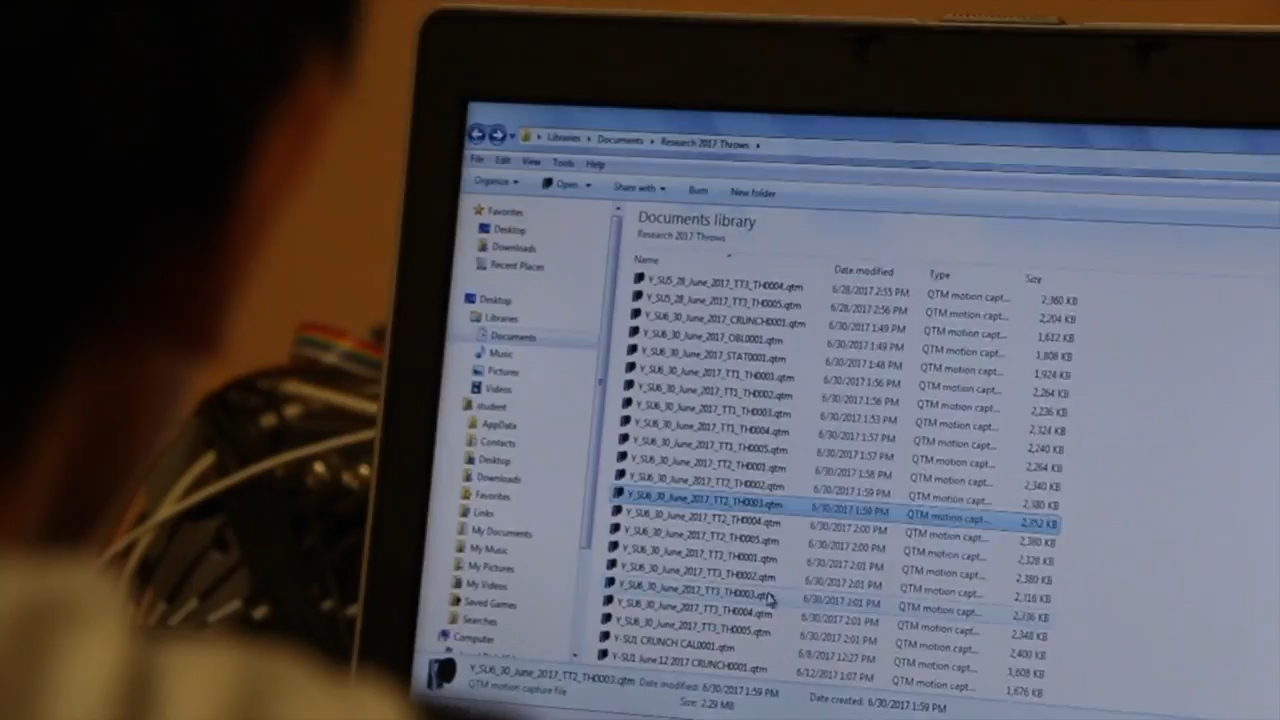 Libraries Documents Research 2017 Throws
File Edit View Tools Help
Organize Open Share with Burn New folder
Favorites
Desktop
Downloads
Recent Places
Desktop
Libraries
Documents
Music
Pictures
Videos
student
AppData
Contacts
Desktop
Downloads
Favorites
Links
My Documents
My Music
My Pictures
My Videos
Saved Games
Searches
Computer
Documents library
Research 2017 Throws
Name Date modified Type Size
Y_SU5_28_June_2017_TT3_TH0004.qtm 6/28/2017 2:55 PM QTM motion capt... 2,360 KB
Y_SU5_28_June_2017_TT3_TH0005.qtm 6/28/2017 2:56 PM QTM motion capt... 2,204 KB
Y_SU6_30_June_2017_CRUNCH0001.qtm 6/30/2017 1:49 PM QTM motion capt... 1,612 KB
Y_SU6_30_June_2017_OBL0001.qtm 6/30/2017 1:49 PM QTM motion capt... 1,808 KB
Y_SU6_30_June_2017_STAT0001.qtm 6/30/2017 1:48 PM QTM motion capt... 1,924 KB
Y_SU6_30_June_2017_TT1_TH0001.qtm 6/30/2017 1:56 PM QTM motion capt... 2,264 KB
Y_SU6_30_June_2017_TT1_TH0002.qtm 6/30/2017 1:56 PM QTM motion capt... 2,236 KB
Y_SU6_30_June_2017_TT1_TH0003.qtm 6/30/2017 1:53 PM QTM motion capt... 2,324 KB
Y_SU6_30_June_2017_TT1_TH0004.qtm 6/30/2017 1:57 PM QTM motion capt... 2,240 KB
Y_SU6_30_June_2017_TT1_TH0005.qtm 6/30/2017 1:57 PM QTM motion capt... 2,264 KB
Y_SU6_30_June_2017_TT2_TH0001.qtm 6/30/2017 1:58 PM QTM motion capt... 2,340 KB
Y_SU6_30_June_2017_TT2_TH0002.qtm 6/30/2017 1:59 PM QTM motion capt... 2,380 KB
Y_SU6_30_June_2017_TT2_TH0003.qtm 6/30/2017 1:59 PM QTM motion capt... 2,352 KB
Y_SU6_30_June_2017_TT2_TH0004.qtm 6/30/2017 2:00 PM QTM motion capt... 2,380 KB
Y_SU6_30_June_2017_TT2_TH0005.qtm 6/30/2017 2:00 PM QTM motion capt... 2,328 KB
Y_SU6_30_June_2017_TT3_TH0001.qtm 6/30/2017 2:01 PM QTM motion capt... 2,380 KB
Y_SU6_30_June_2017_TT3_TH0002.qtm 6/30/2017 2:01 PM QTM motion capt... 2,316 KB
Y_SU6_30_June_2017_TT3_TH0003.qtm 6/30/2017 2:01 PM QTM motion capt... 2,336 KB
Y_SU6_30_June_2017_TT3_TH0004.qtm 6/30/2017 2:01 PM QTM motion capt... 2,348 KB
Y_SU6_30_June_2017_TT3_TH0005.qtm 6/30/2017 2:01 PM QTM motion capt... 2,400 KB
Y-SU1 CRUNCH CAL0001.qtm 6/8/2017 12:27 PM QTM motion capt... 1,608 KB
Y-SU1 June 12 2017 CRUNCH0001.qtm 6/12/2017 1:07 PM QTM motion capt... 1,676 KB
Y_SU6_30_June_2017_TT2_TH0003.qtm Date modified: 6/30/2017 1:59 PM Date created: 6/30/2017 1:59 PM
QTM motion capture file Size: 2.29 MB